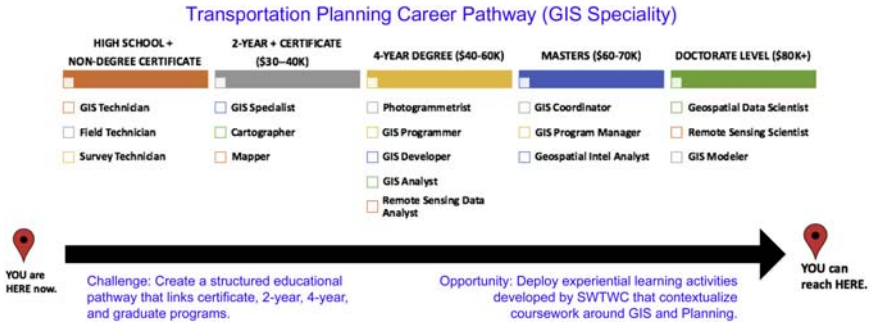 Transportation Planning Career Pathway (GIS Speciality)
HIGH SCHOOL +
NON-DEGREE CERTIFICATE
2-YEAR + CERTIFICATE
($30–40K)
4-YEAR DEGREE ($40-60K)
MASTERS ($60-70K)
DOCTORATE LEVEL ($80K+)
GIS Technician
Field Technician
Survey Technician
GIS Specialist
Cartographer
Mapper
Photogrammetrist
GIS Programmer
GIS Developer
GIS Analyst
Remote Sensing Data
Analyst
GIS Coordinator
GIS Program Manager
Geospatial Intel Analyst
Geospatial Data Scientist
Remote Sensing Scientist
GIS Modeler
YOU are
HERE now.
Challenge: Create a structured educational
pathway that links certificate, 2-year, 4-year,
and graduate programs.
Opportunity: Deploy experiential learning activities
developed by SWTWC that contextualize
coursework around GIS and Planning.
YOU can
reach HERE.